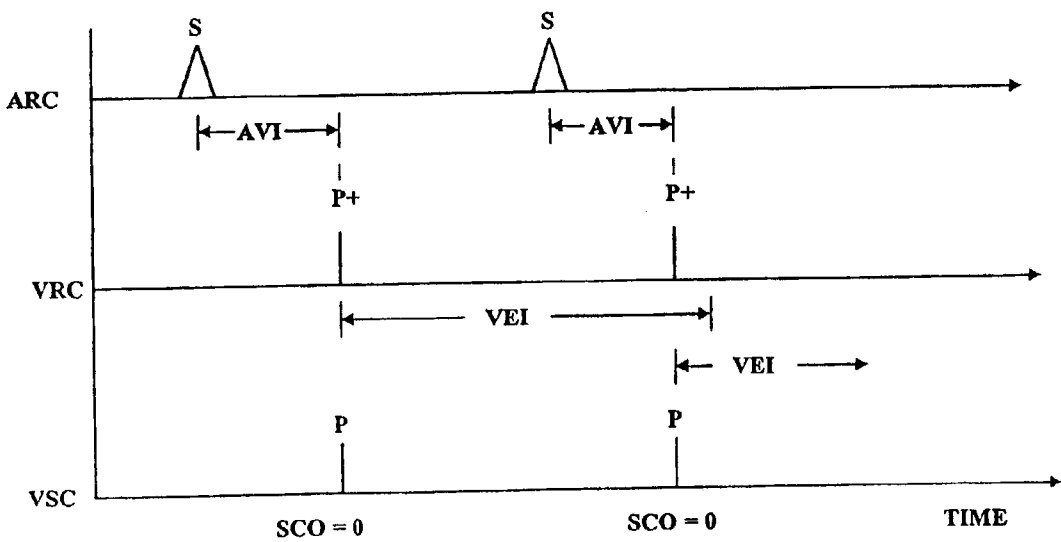 S S
ARC
AVI AVI
P+ P+
VRC
VEI
VEI
P P
VSC
SCO = 0 SCO = 0 TIME